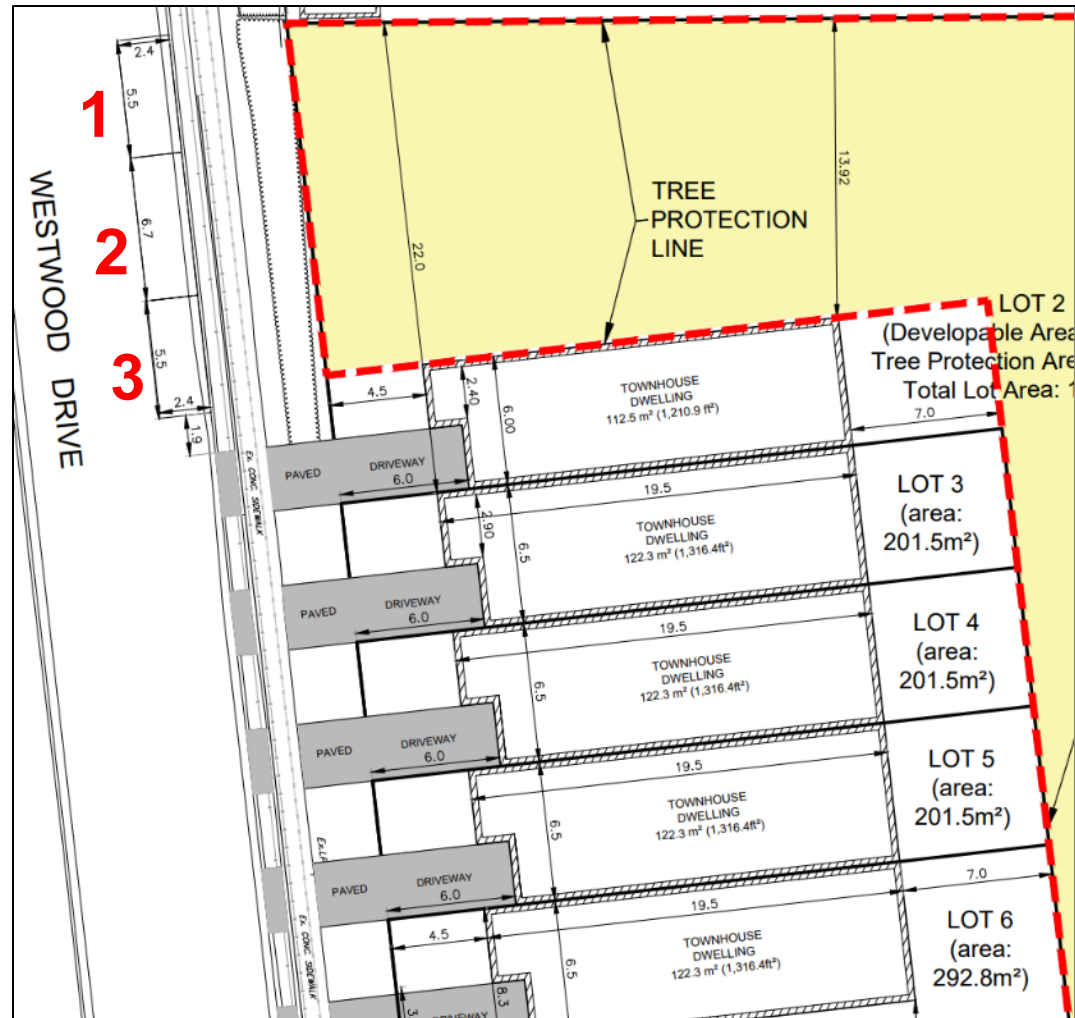 2.4
5.5
1
6.7
2
5.5
3
2.4
1.9
WESTWOOD DRIVE
22.0
13.92
TREE
PROTECTION
LINE
LOT 2
(Developable Area
Tree Protection Are
Total Lot Area: 1
4.5
2.40
6.00
TOWNHOUSE
DWELLING
112.5 m² (1,210.9 ft²)
7.0
Ex. CONC. SIDEWALK
PAVED
DRIVEWAY
6.0
19.5
2.90
6.5
TOWNHOUSE
DWELLING
122.3 m² (1,316.4ft²)
LOT 3
(area:
201.5m²)
PAVED
DRIVEWAY
6.0
19.5
6.5
TOWNHOUSE
DWELLING
122.3 m² (1,316.4ft²)
LOT 4
(area:
201.5m²)
PAVED
DRIVEWAY
6.0
19.5
6.5
TOWNHOUSE
DWELLING
122.3 m² (1,316.4ft²)
LOT 5
(area:
201.5m²)
PAVED
DRIVEWAY
6.0
19.5
7.0
4.5
6.5
TOWNHOUSE
DWELLING
122.3 m² (1,316.4ft²)
LOT 6
(area:
292.8m²)
Ex. CONC. SIDEWALK
8.3
3
DRIVEWAY